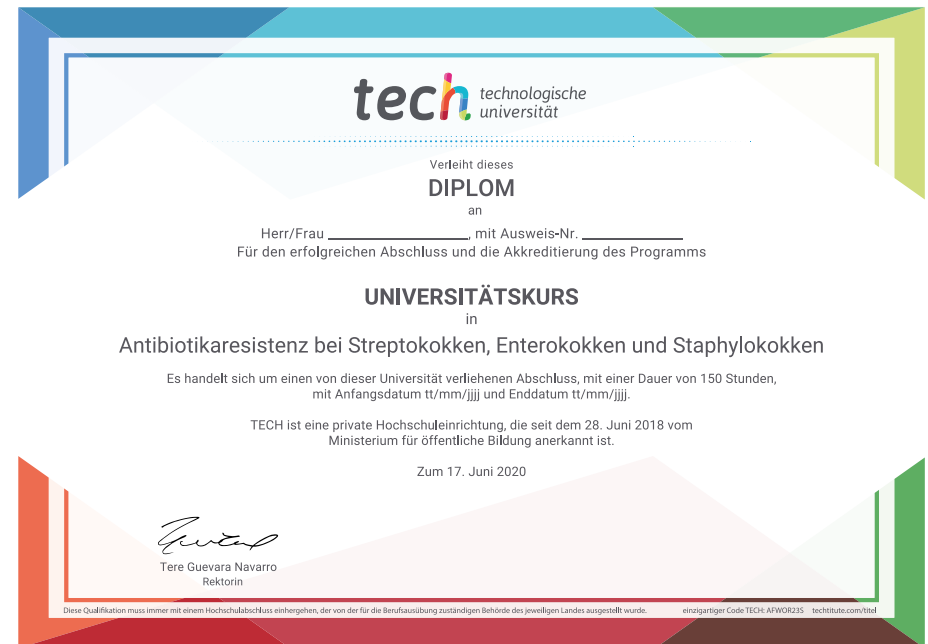 tech technologische
universität
Verleiht dieses
DIPLOM
an
Herr/Frau ____________________, mit Ausweis-Nr. ______________
Für den erfolgreichen Abschluss und die Akkreditierung des Programms
UNIVERSITÄTSKURS
in
Antibiotikaresistenz bei Streptokokken, Enterokokken und Staphylokokken
Es handelt sich um einen von dieser Universität verliehenen Abschluss, mit einer Dauer von 150 Stunden,
mit Anfangsdatum tt/mm/jjjj und Enddatum tt/mm/jjjj.
TECH ist eine private Hochschuleinrichtung, die seit dem 28. Juni 2018 vom
Ministerium für öffentliche Bildung anerkannt ist.
Zum 17. Juni 2020
Tere Guevara Navarro
Rektorin
Diese Qualifikation muss immer mit einem Hochschulabschluss einhergehen, der von der für die Berufsausübung zuständigen Behörde des jeweiligen Landes ausgestellt wurde. einzigartiger Code TECH: AFWOR23S techtitute.com/titel